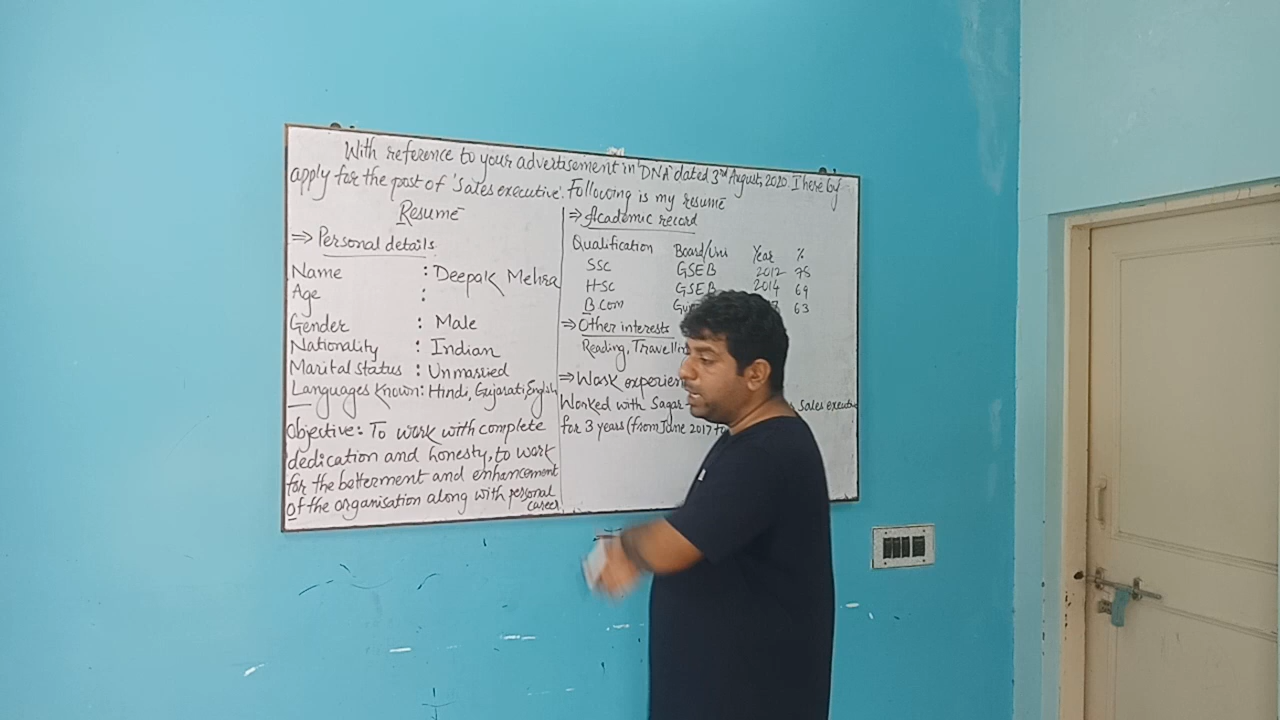 With reference to your advertisement in 'DNA' dated 3rd August, 2020. I here by
apply for the post of 'Sales executive'. Following is my resume
Resume
⇒ Personal details
Name : Deepak Mehra
Age :
Gender : Male
Nationality : Indian
Marital status : Unmarried
Languages known : Hindi, Gujarati, English
Objective : To work with complete
dedication and honesty, to work
for the betterment and enhancement
of the organisation along with personal
career
⇒ Academic record
Qualification Board/Uni Year %
SSC GSEB 2012 75
HSC GSEB 2014 69
B Com 63
⇒ Other interests
Reading,
⇒ Work
Worked with Sagar Sales executive
for 3 years (from June 2017